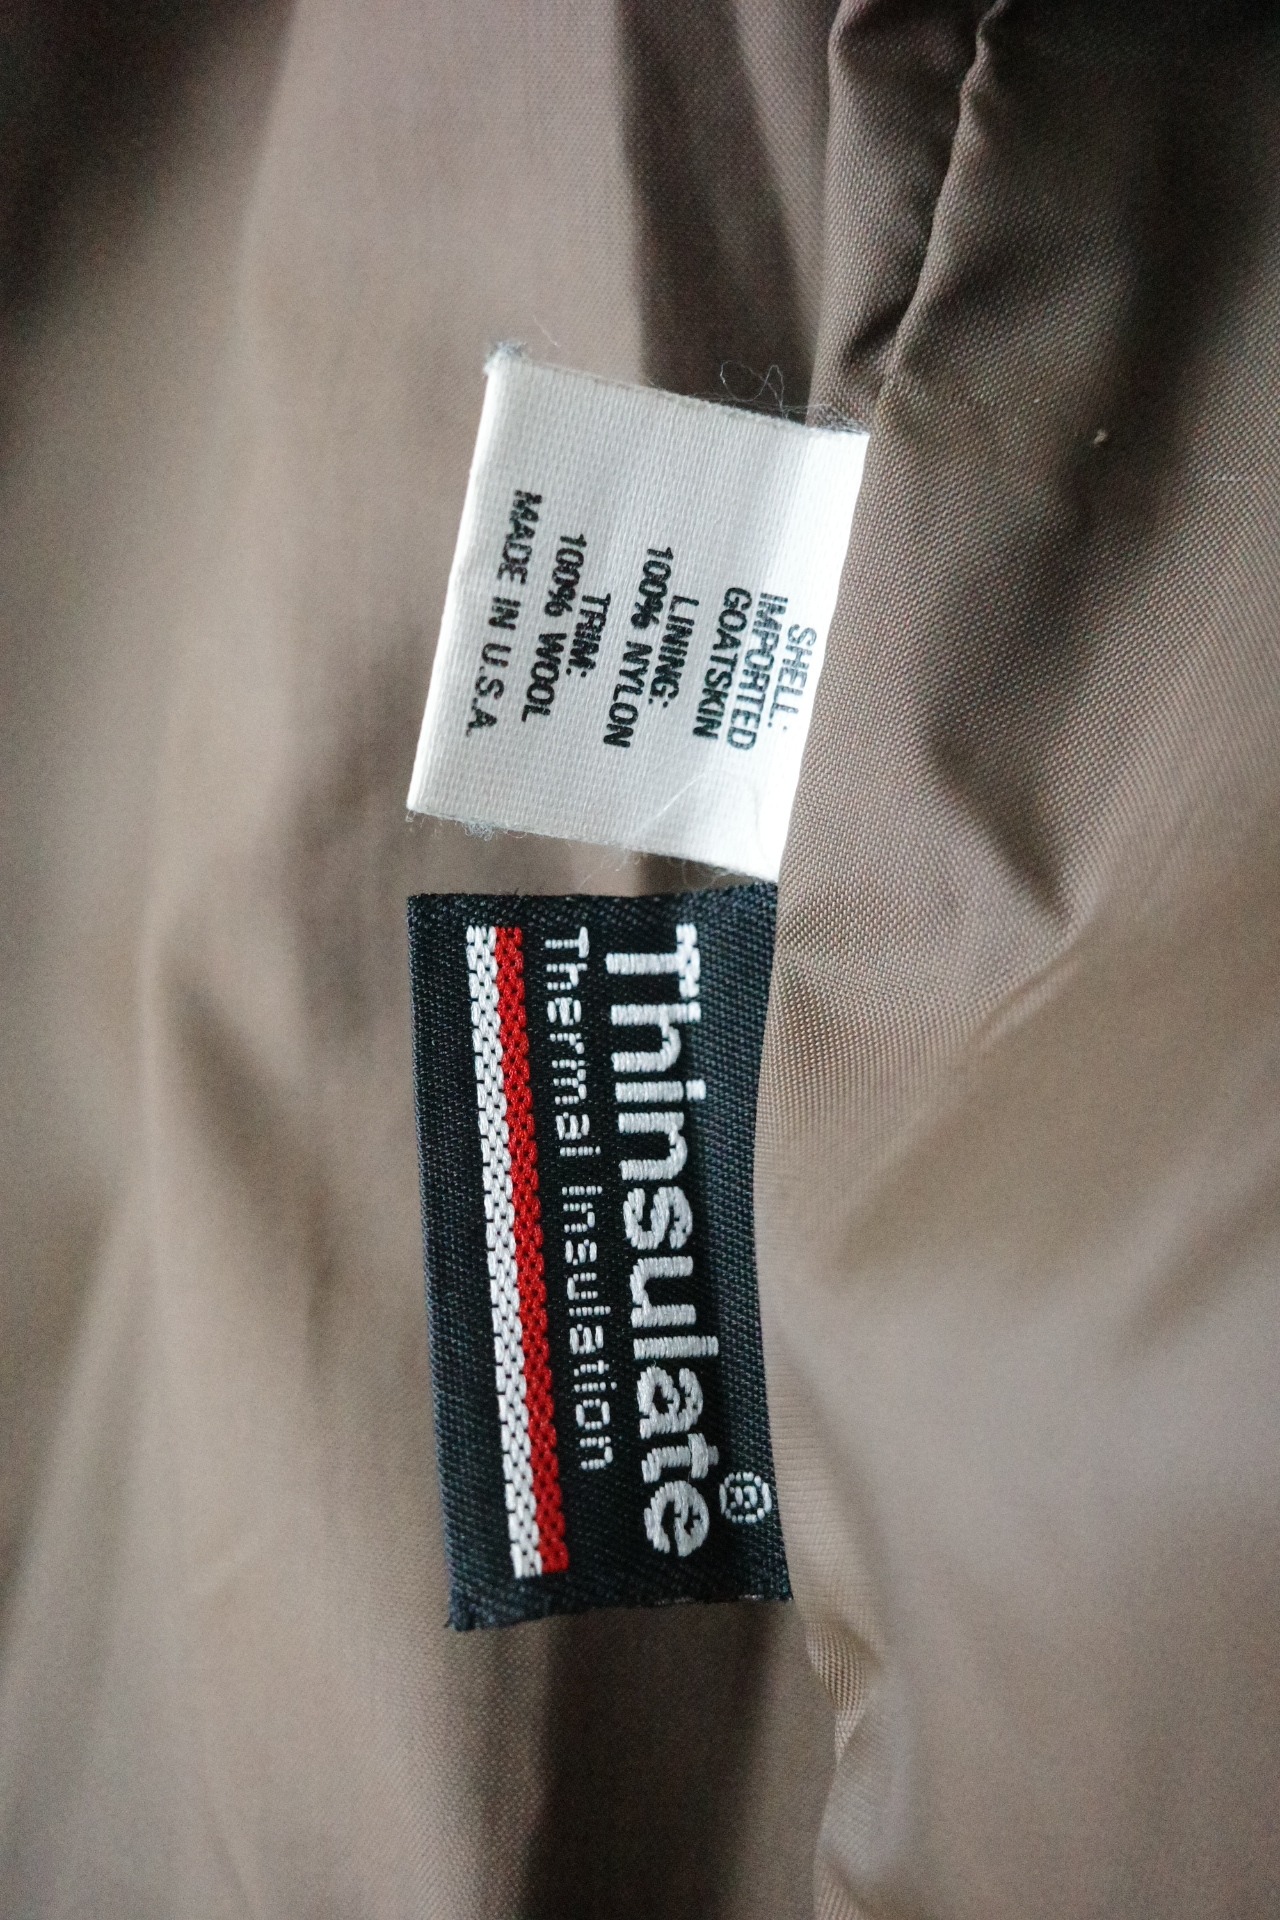 SHELL:
IMPORTED
GOATSKIN
LINING:
100% NYLON
TRIM:
100% WOOL
MADE IN U.S.A.
Thinsulate®
Thermal Insulation